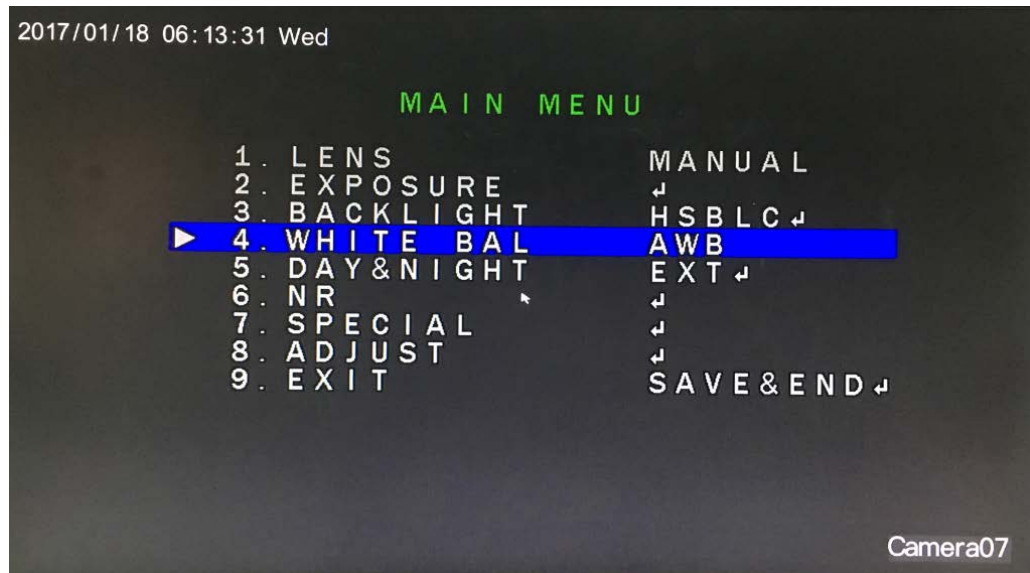 2017/01/18 06:13:31 Wed
MAIN MENU
1. LENS MANUAL
2. EXPOSURE ↲
3. BACKLIGHT HSBLC↲
4. WHITE BAL AWB
5. DAY&NIGHT EXT↲
6. NR ↲
7. SPECIAL ↲
8. ADJUST ↲
9. EXIT SAVE&END↲
Camera07